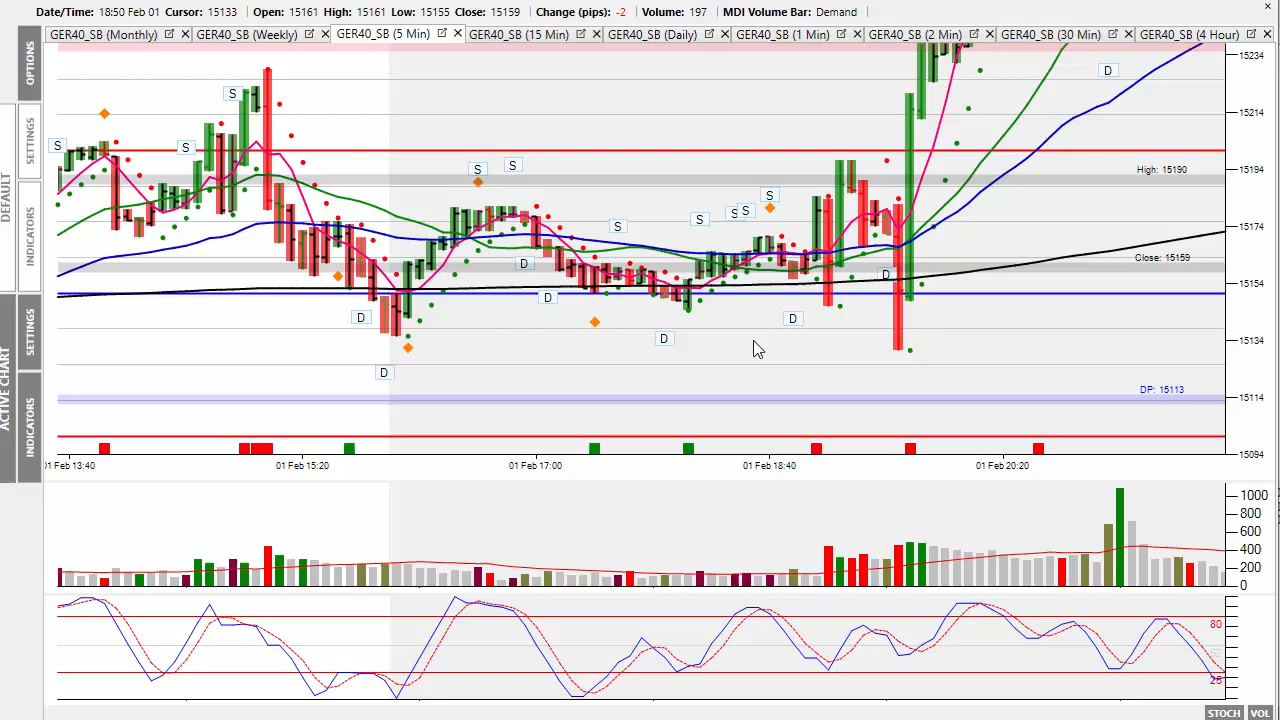 Date/Time: 18:50 Feb 01 Cursor: 15133 Open: 15161 High: 15161 Low: 15155 Close: 15159 Change (pips): -2 Volume: 197 MDI Volume Bar: Demand
GER40_SB (Monthly) GER40_SB (Weekly) GER40_SB (5 Min) GER40_SB (15 Min) GER40_SB (Daily) GER40_SB (1 Min) GER40_SB (2 Min) GER40_SB (30 Min) GER40_SB (4 Hour)
OPTIONS
SETTINGS
DEFAULT
INDICATORS
SETTINGS
ACTIVE CHART
INDICATORS
15234
D
S
15214
S S S S
High: 15190
15194
S
S S
S
S
15174
D D
Close: 15159
15154
D
D D
D
15134
D
DP: 15113
15114
15094
01 Feb 13:40 01 Feb 15:20 01 Feb 17:00 01 Feb 18:40 01 Feb 20:20
1000
800
600
400
200
0
80
25
STOCH VOL